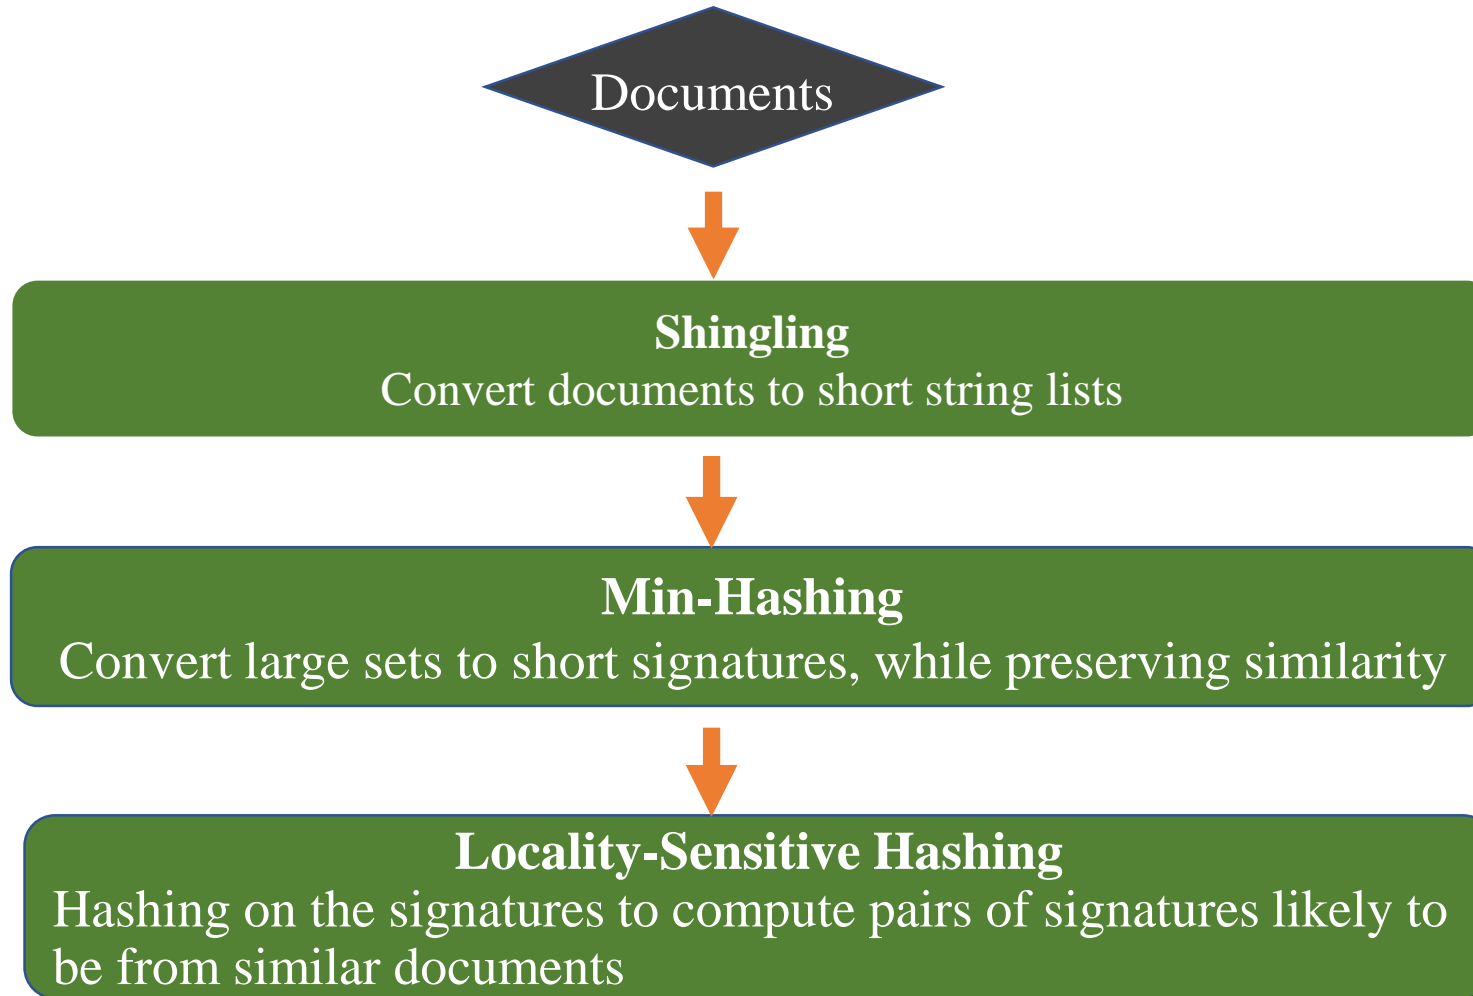 Documents
Shingling
Convert documents to short string lists
Min-Hashing
Convert large sets to short signatures, while preserving similarity
Locality-Sensitive Hashing
Hashing on the signatures to compute pairs of signatures likely to
be from similar documents